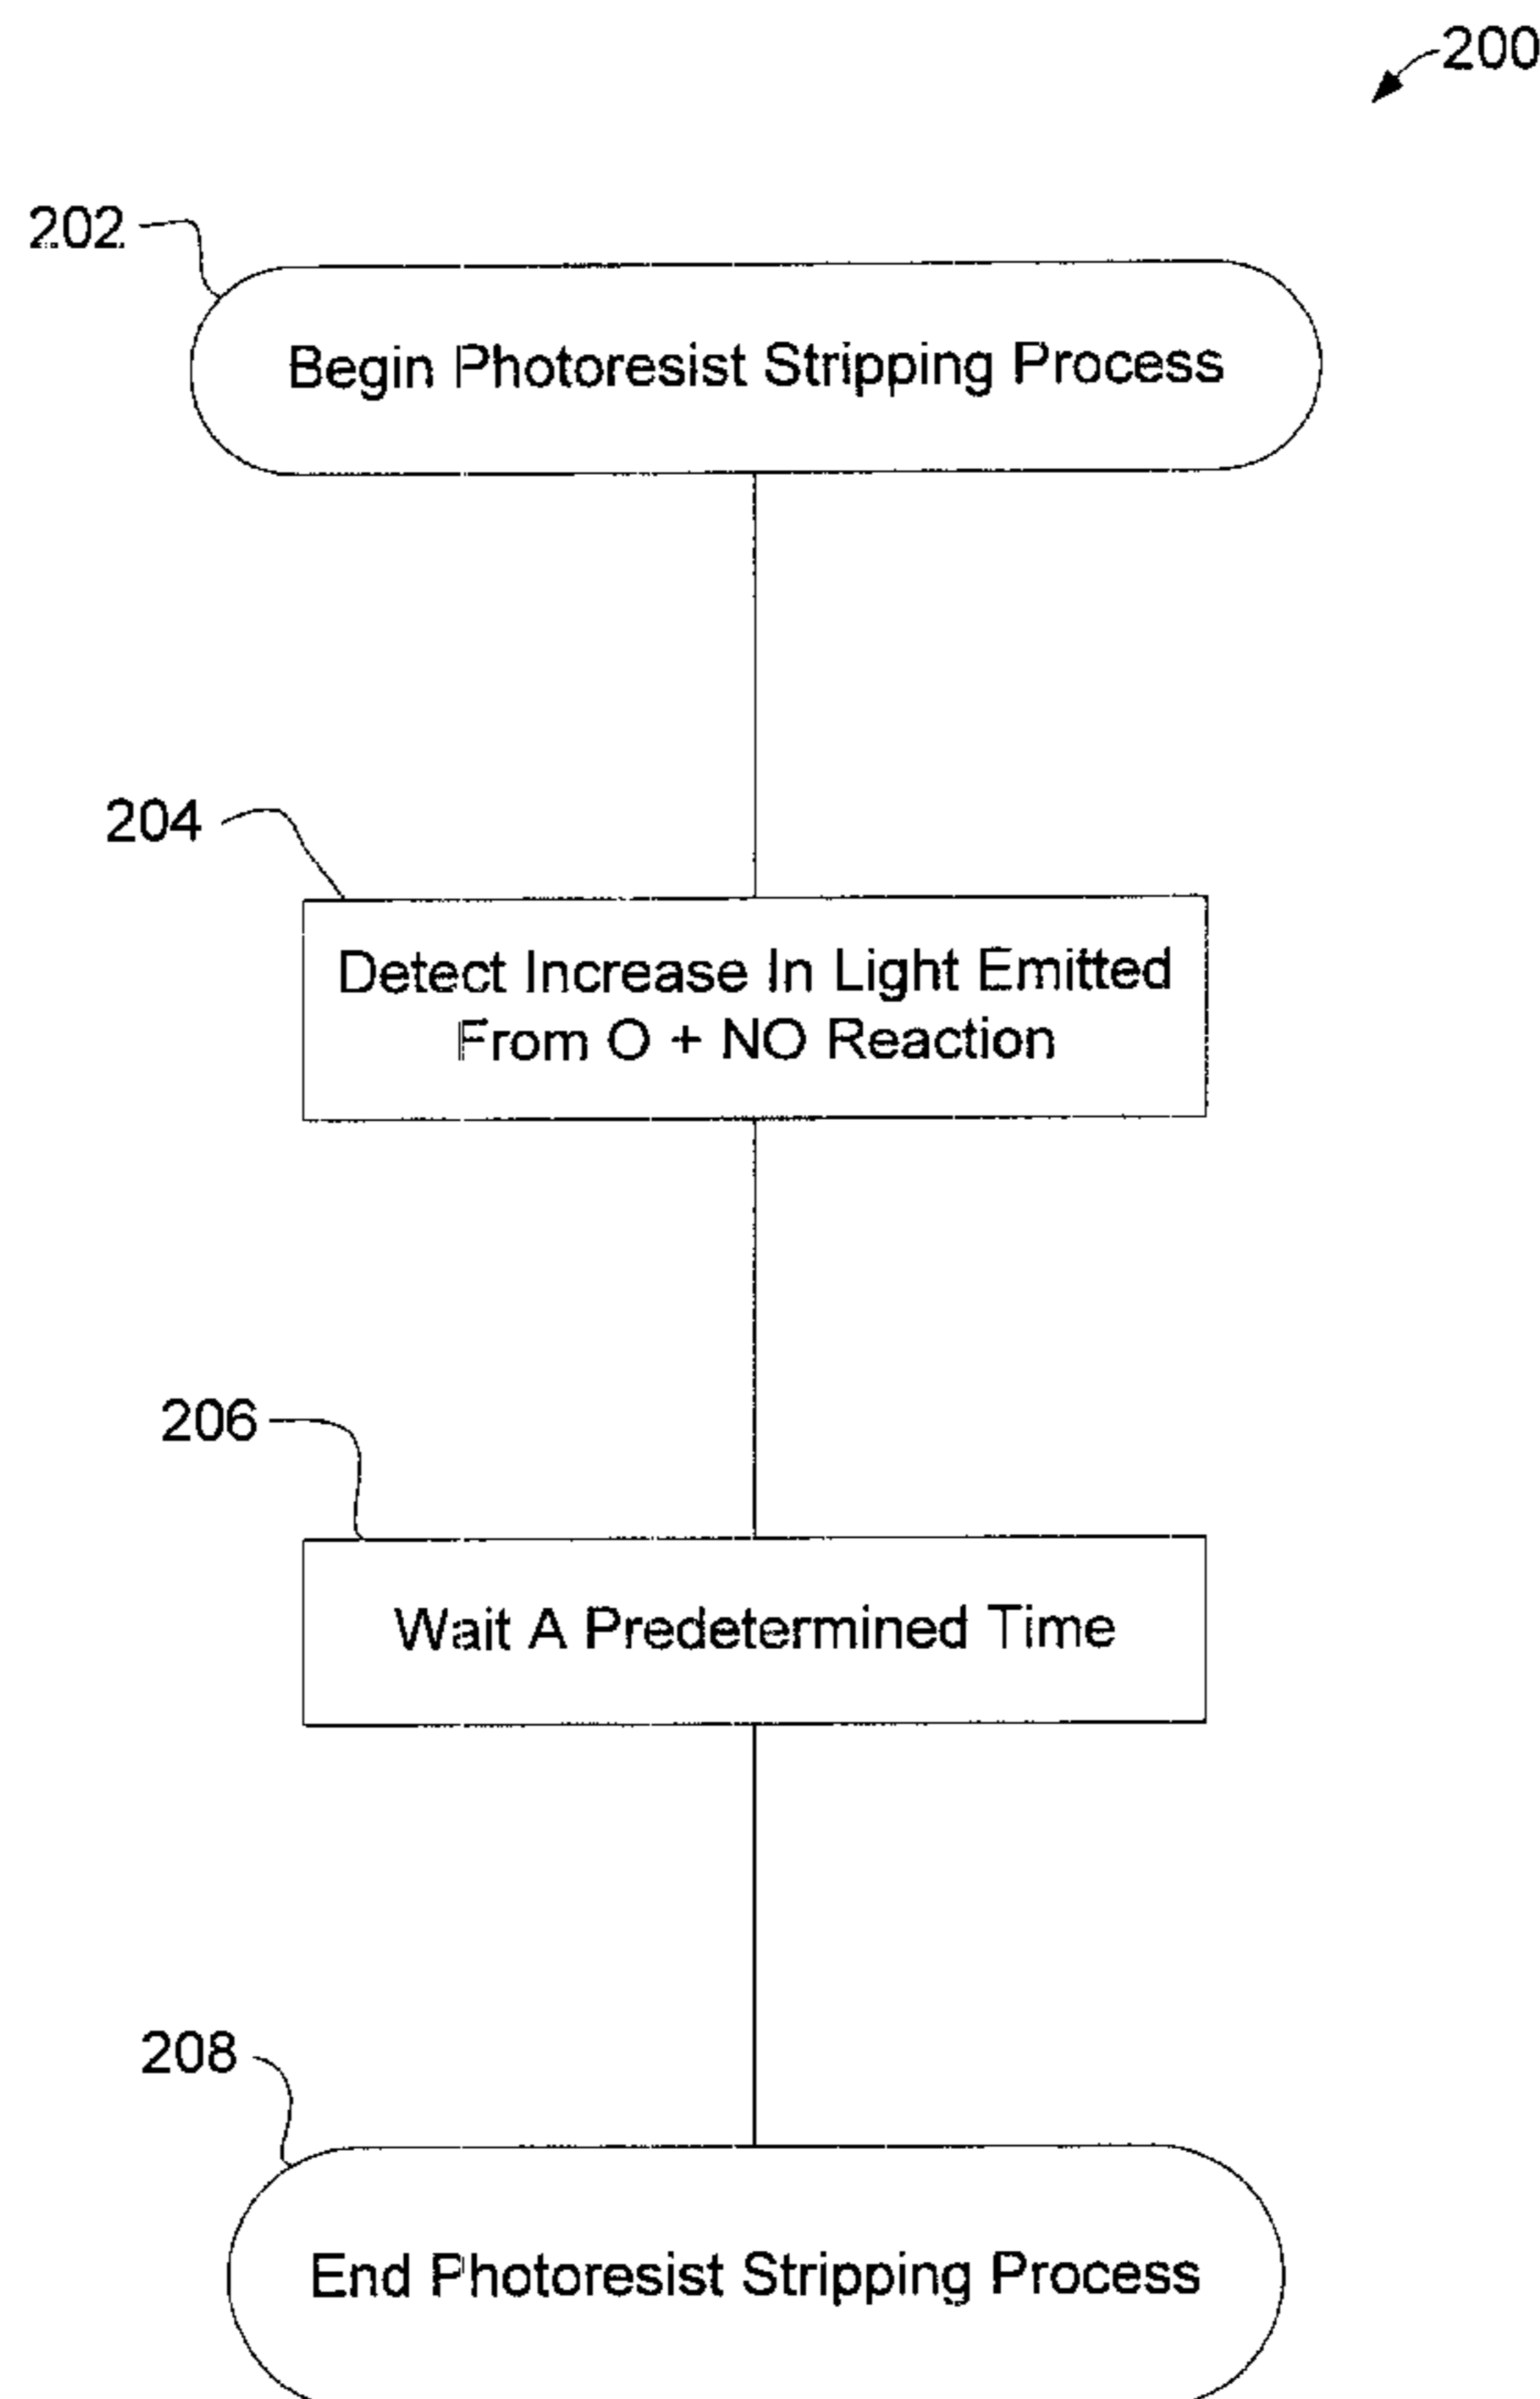 200
202
Begin Photoresist Stripping Process
204
Detect Increase In Light Emitted
From O + NO Reaction
206
Wait A Predetermined Time
208
End Photoresist Stripping Process